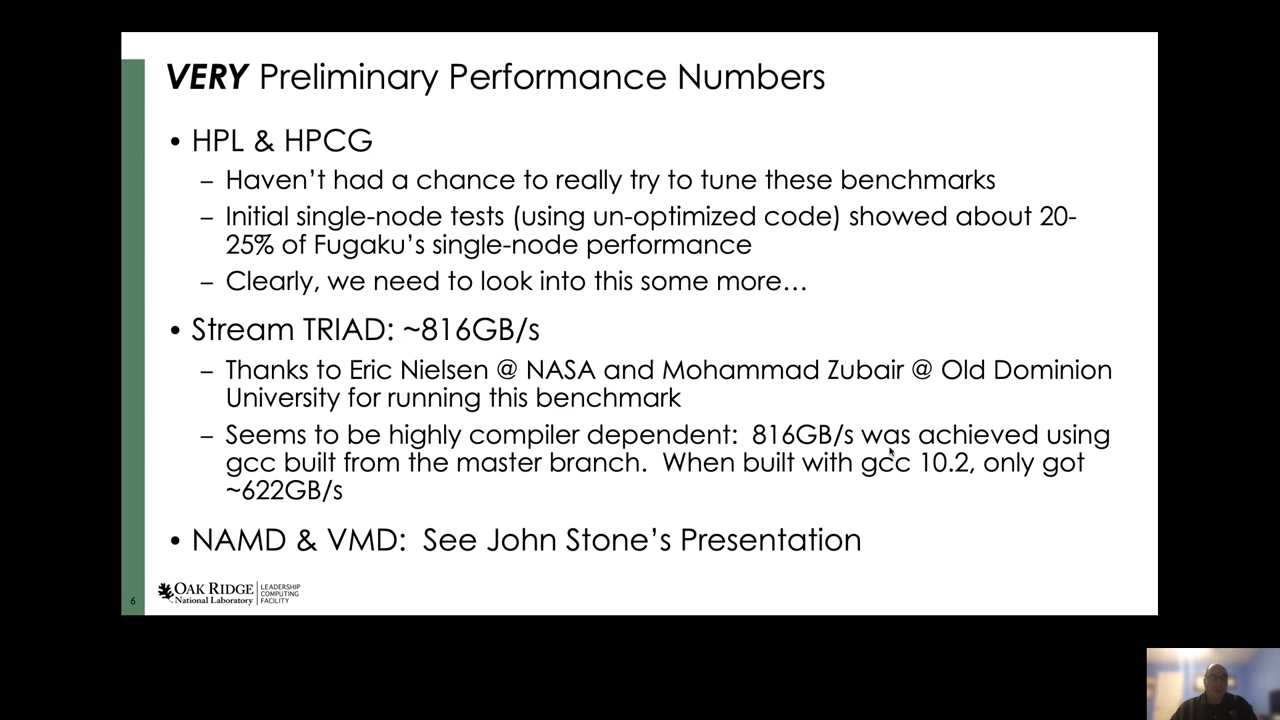 VERY Preliminary Performance Numbers
• HPL & HPCG
– Haven't had a chance to really try to tune these benchmarks
– Initial single-node tests (using un-optimized code) showed about 20-
25% of Fugaku's single-node performance
– Clearly, we need to look into this some more…
• Stream TRIAD: ~816GB/s
– Thanks to Eric Nielsen @ NASA and Mohammad Zubair @ Old Dominion
University for running this benchmark
– Seems to be highly compiler dependent:  816GB/s was achieved using
gcc built from the master branch.  When built with gcc 10.2, only got
~622GB/s
• NAMD & VMD:  See John Stone's Presentation
6
OAK RIDGE
National Laboratory
LEADERSHIP
COMPUTING
FACILITY